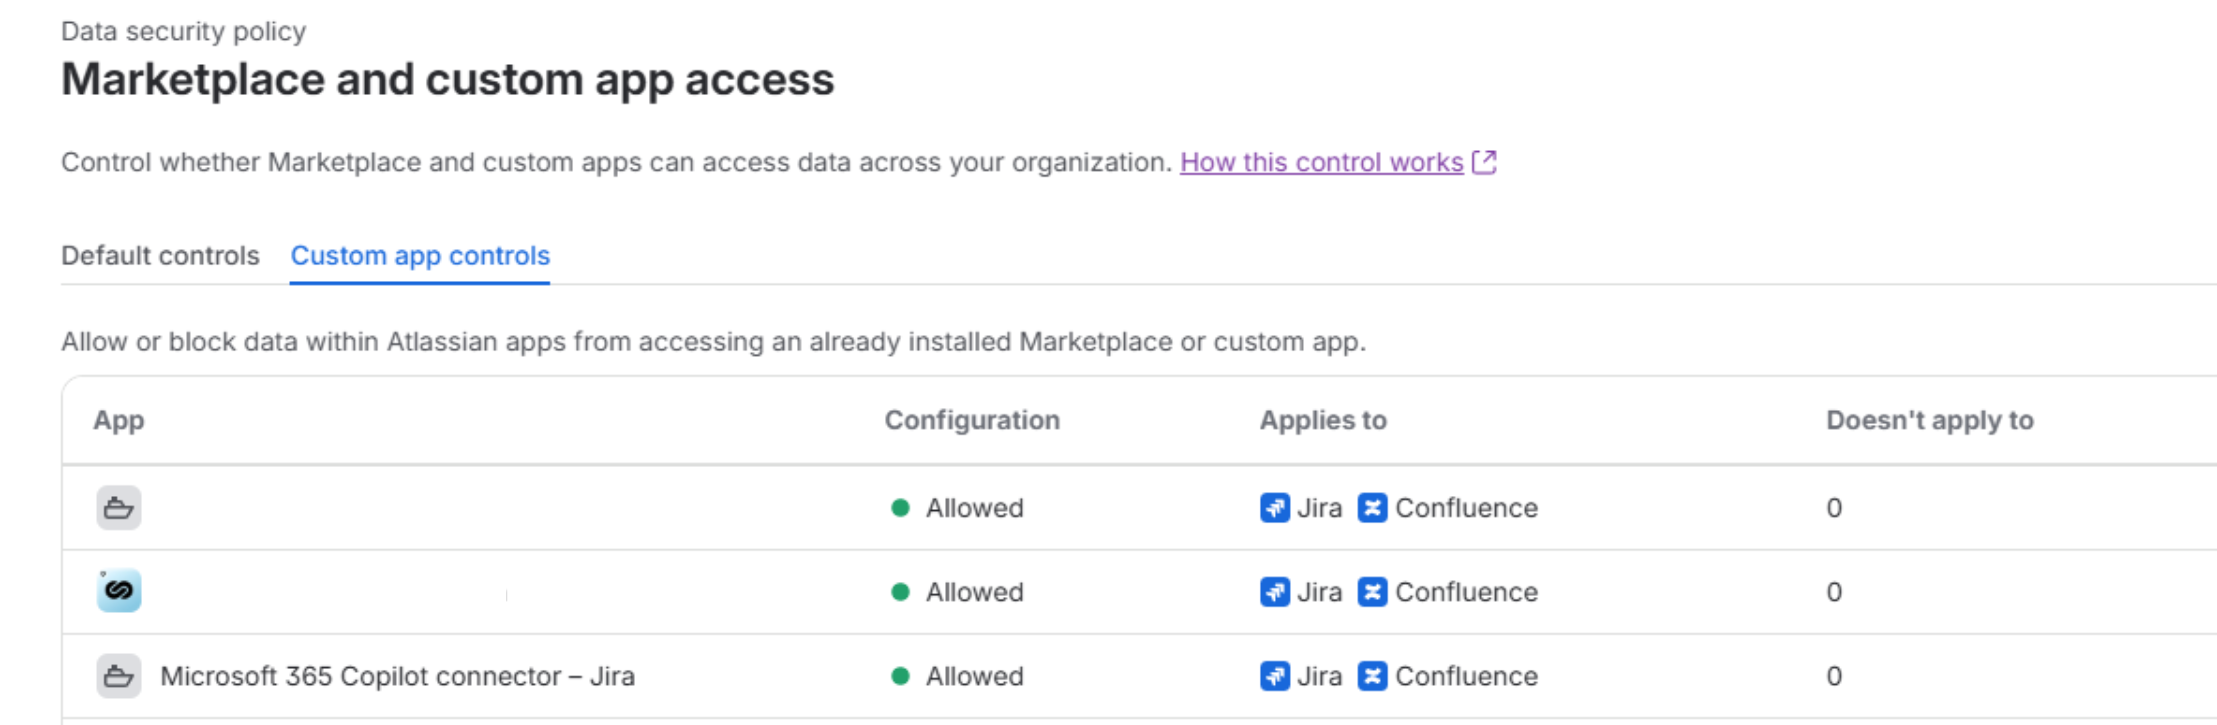 Data security policy
Marketplace and custom app access
Control whether Marketplace and custom apps can access data across your organization. How this control works
Default controls Custom app controls
Allow or block data within Atlassian apps from accessing an already installed Marketplace or custom app.
App Configuration Applies to Doesn't apply to
Allowed Jira Confluence 0
Allowed Jira Confluence 0
Microsoft 365 Copilot connector – Jira Allowed Jira Confluence 0